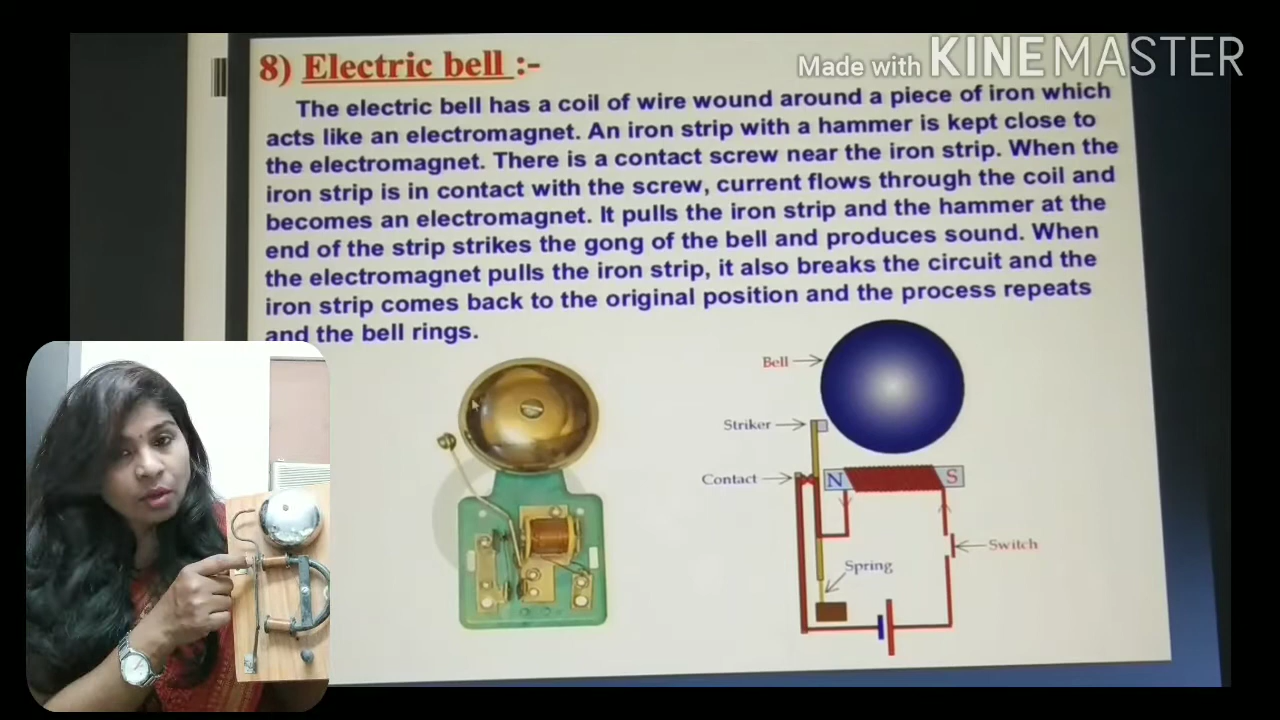 8) Electric bell :-
Made with KINEMASTER
The electric bell has a coil of wire wound around a piece of iron which
acts like an electromagnet. An iron strip with a hammer is kept close to
the electromagnet. There is a contact screw near the iron strip. When the
iron strip is in contact with the screw, current flows through the coil and
becomes an electromagnet. It pulls the iron strip and the hammer at the
end of the strip strikes the gong of the bell and produces sound. When
the electromagnet pulls the iron strip, it also breaks the circuit and the
iron strip comes back to the original position and the process repeats
and the bell rings.
Bell
Striker
Contact
N
S
Switch
Spring